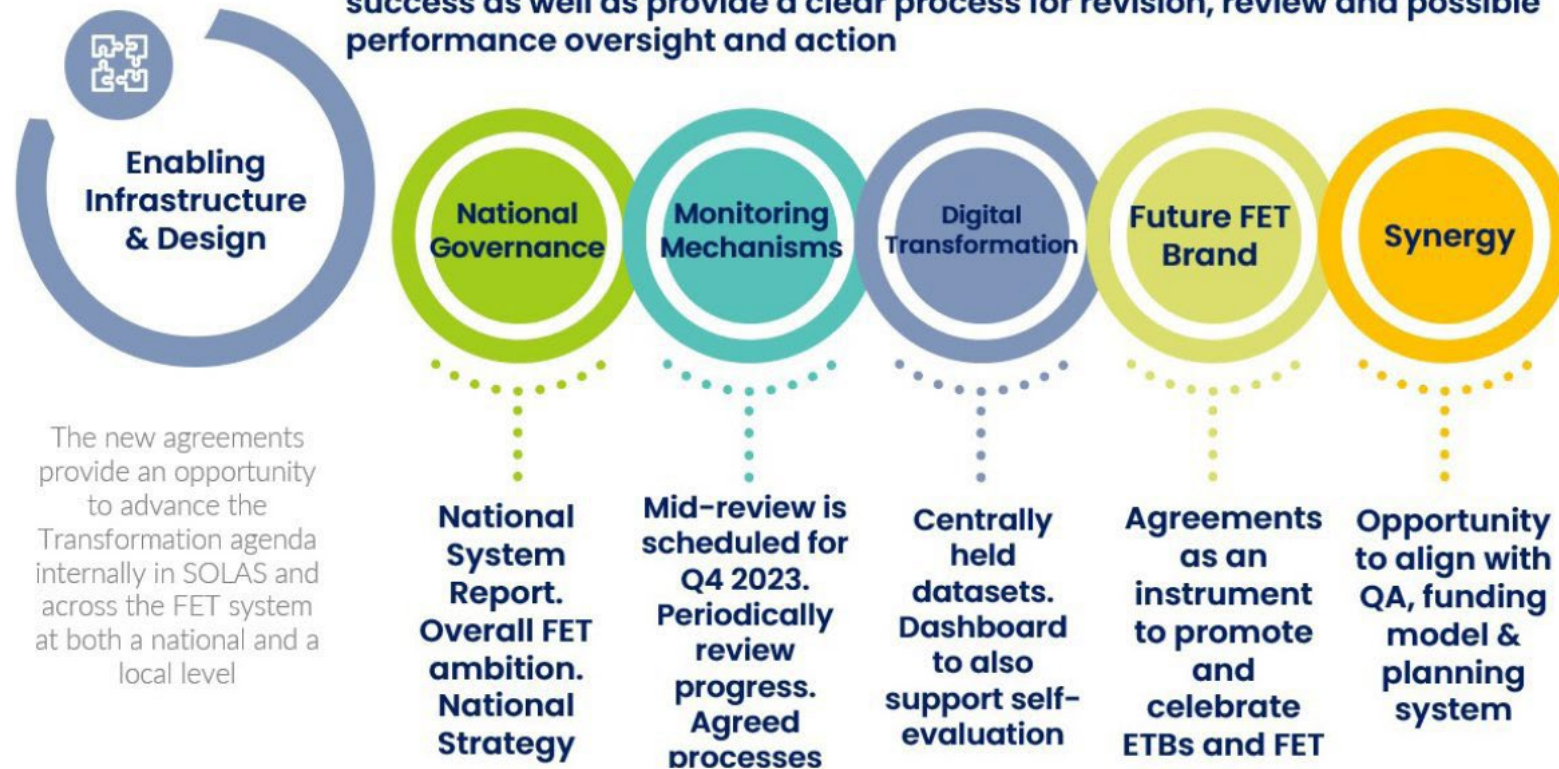 success as well as provide a clear process for revision, review and possible
performance oversight and action
Enabling
Infrastructure
& Design
The new agreements
provide an opportunity
to advance the
Transformation agenda
internally in SOLAS and
across the FET system
at both a national and a
local level
National
Governance
Monitoring
Mechanisms
Digital
Transformation
Future FET
Brand
Synergy
National
System
Report.
Overall FET
ambition.
National
Strategy
Mid-review is
scheduled for
Q4 2023.
Periodically
review
progress.
Agreed
processes
Centrally
held
datasets.
Dashboard
to also
support self-
evaluation
Agreements
as an
instrument
to promote
and
celebrate
ETBs and FET
Opportunity
to align with
QA, funding
model &
planning
system